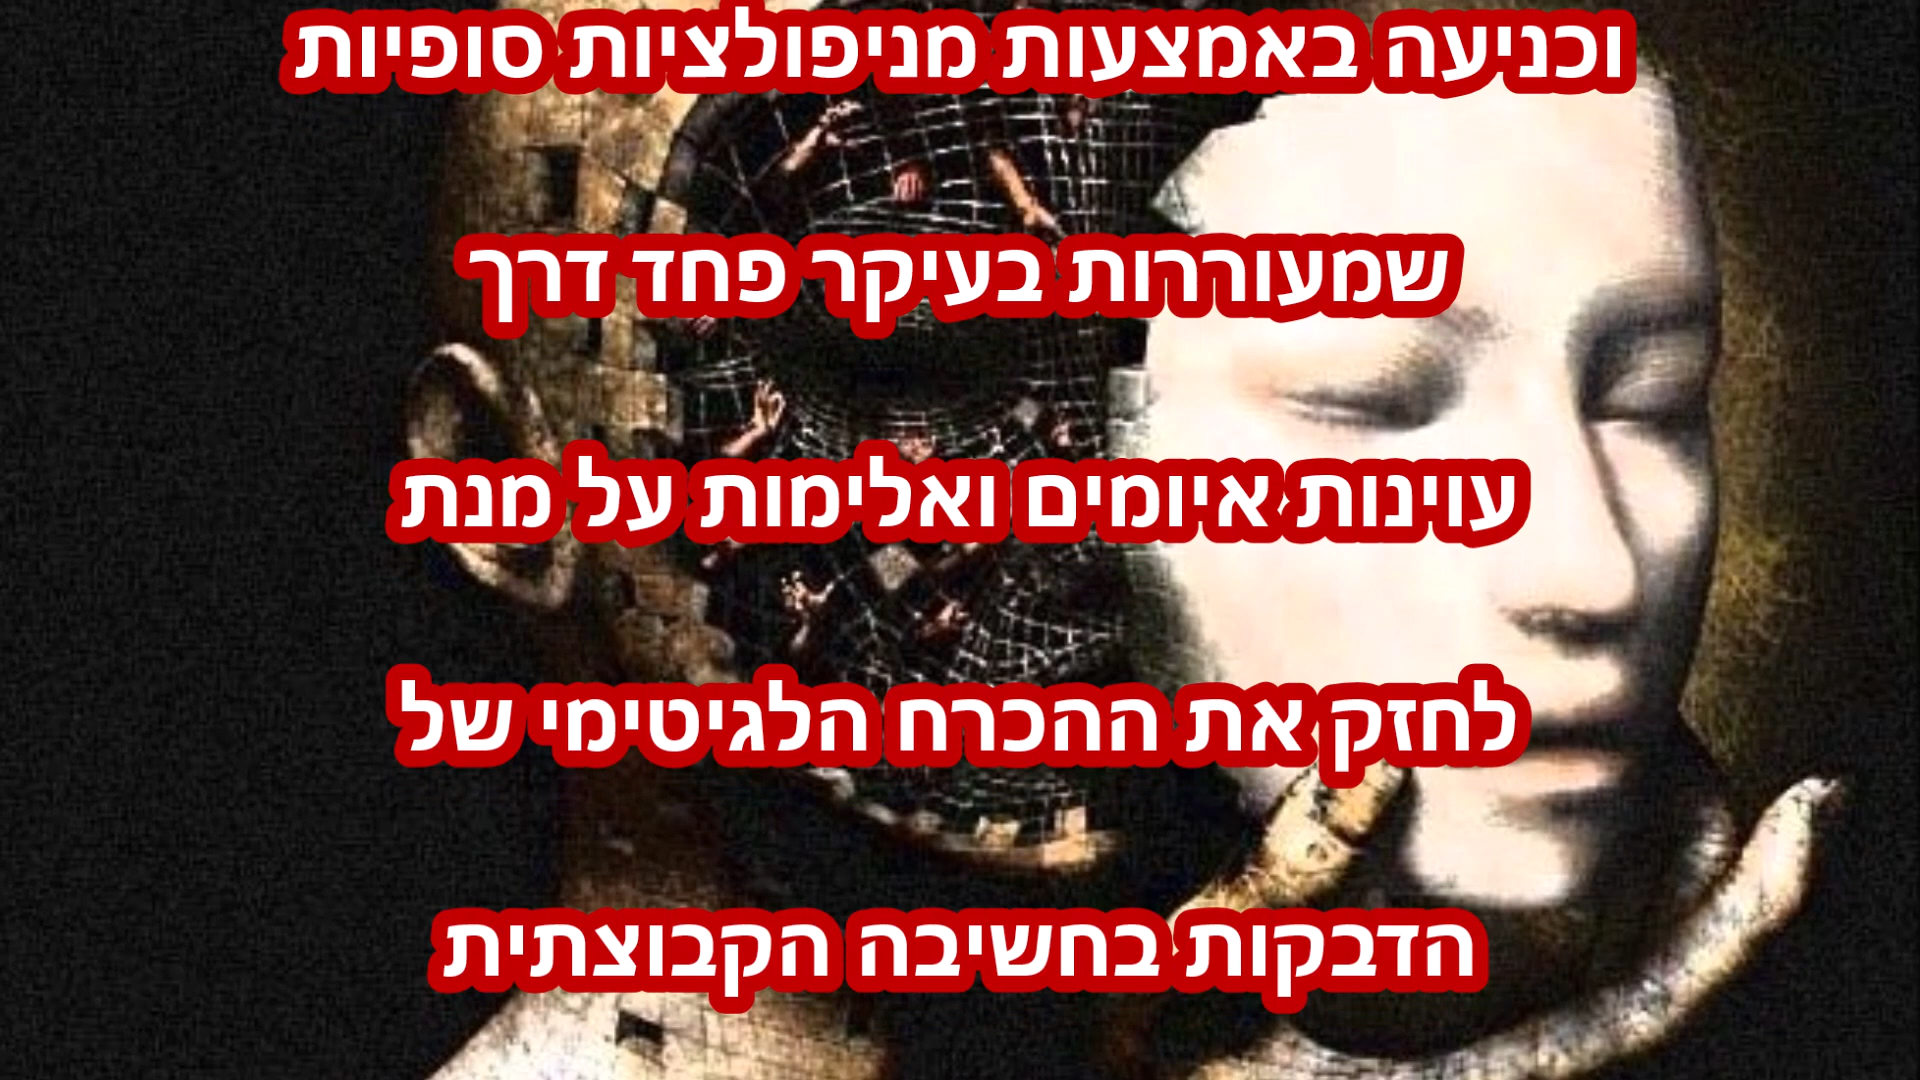 וכניעה באמצעות מניפולציות סופיות
שמעוררות בעיקר פחד דרך
עוינות איומים ואלימות על מנת
לחזק את ההכרח הלגיטימי של
הדבקות בחשיבה הקבוצתית